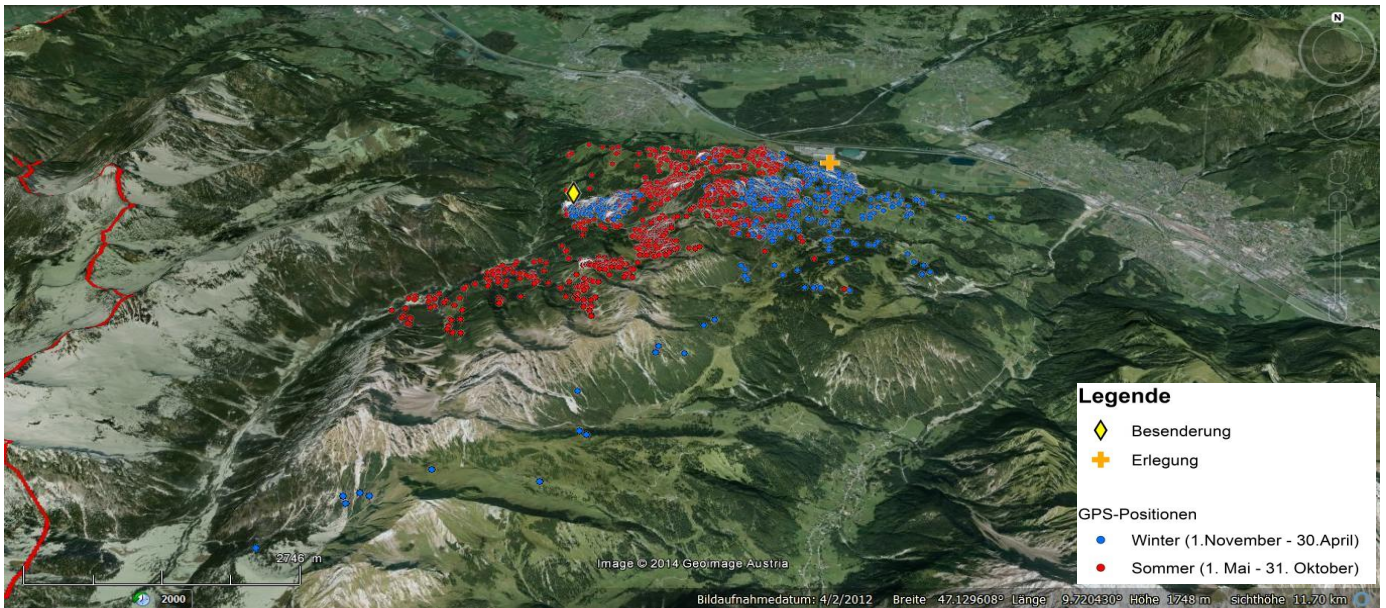 N
Legende
Besenderung
Erlegung
GPS-Positionen
Winter (1.November - 30.April)
Sommer (1. Mai - 31. Oktober)
2746 m
Image © 2014 Geoimage Austria
2000
Bildaufnahmedatum: 4/2/2012 Breite 47.129608° Länge 9.720430° Höhe 1748 m sichthöhe 11.70 km